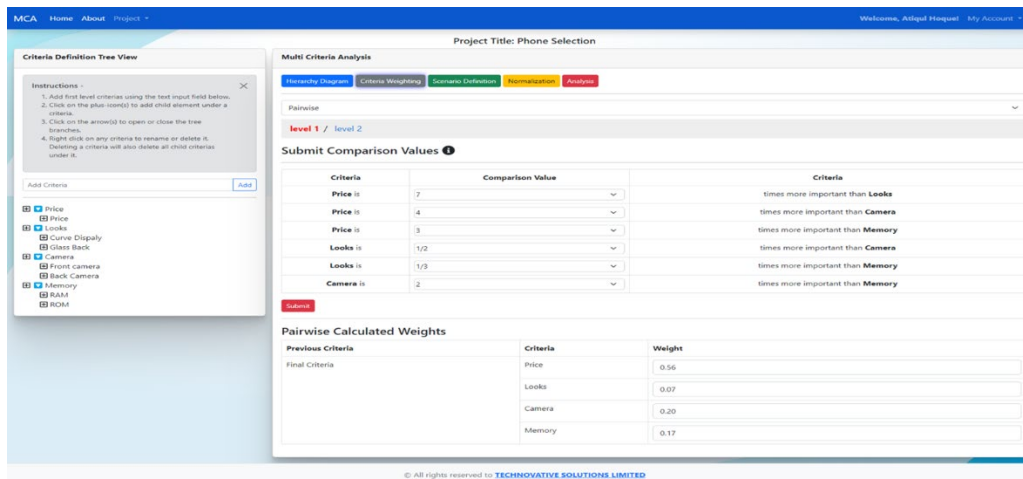 MCA Home About Project
Welcome, Atiqul Hoque! My Account
Project Title: Phone Selection
Criteria Definition Tree View
Instructions -
1. Add first level criterias using the text input field below.
2. Click on the plus-icon(s) to add child element under a
criteria.
3. Click on the arrow(s) to open or close the tree
branches.
4. Right click on any criteria to rename or delete it.
Deleting a criteria will also delete all child criterias
under it.
Add Criteria Add
Price
Price
Looks
Curve Dispaly
Glass Back
Camera
Front camera
Back Camera
Memory
RAM
ROM
Multi Criteria Analysis
Hierarchy Diagram Criteria Weighting Scenario Definition Normalization Analysis
Pairwise
level 1 / level 2
Submit Comparison Values
Criteria Comparison Value Criteria
Price is 7 times more important than Looks
Price is 4 times more important than Camera
Price is 3 times more important than Memory
Looks is 1/2 times more important than Camera
Looks is 1/3 times more important than Memory
Camera is 2 times more important than Memory
Submit
Pairwise Calculated Weights
Previous Criteria Criteria Weight
Final Criteria Price 0.56
Looks 0.07
Camera 0.20
Memory 0.17
© All rights reserved to TECHNOVATIVE SOLUTIONS LIMITED